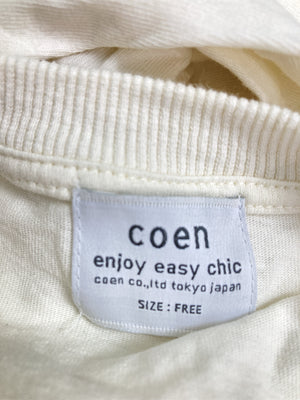 coen
enjoy easy chic
coen co.,ltd tokyo japan
SIZE : FREE